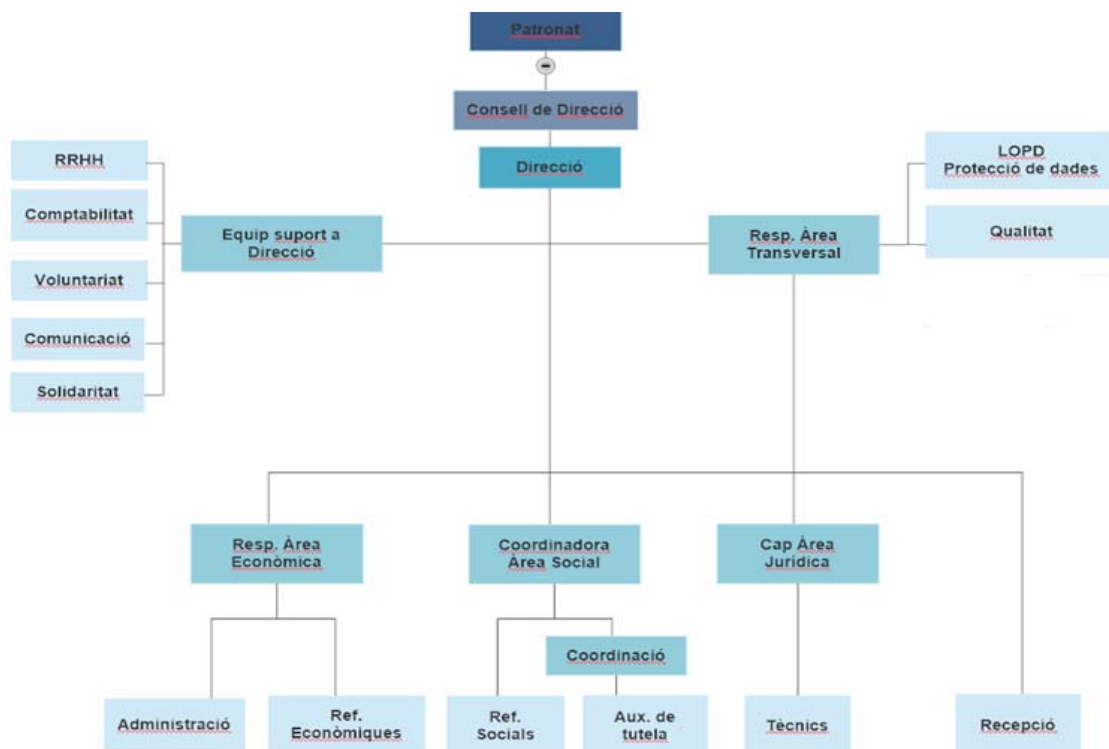 Patronat
Consell de Direcció
Direcció
RRHH
Comptabilitat
Voluntariat
Comunicació
Solidaritat
Equip suport a
Direcció
Resp. Àrea
Transversal
LOPD
Protecció de dades
Qualitat
Resp. Àrea
Econòmica
Coordinadora
Àrea Social
Cap Àrea
Jurídica
Coordinació
Administració
Ref.
Econòmiques
Ref.
Socials
Aux. de
tutela
Tècnics
Recepció